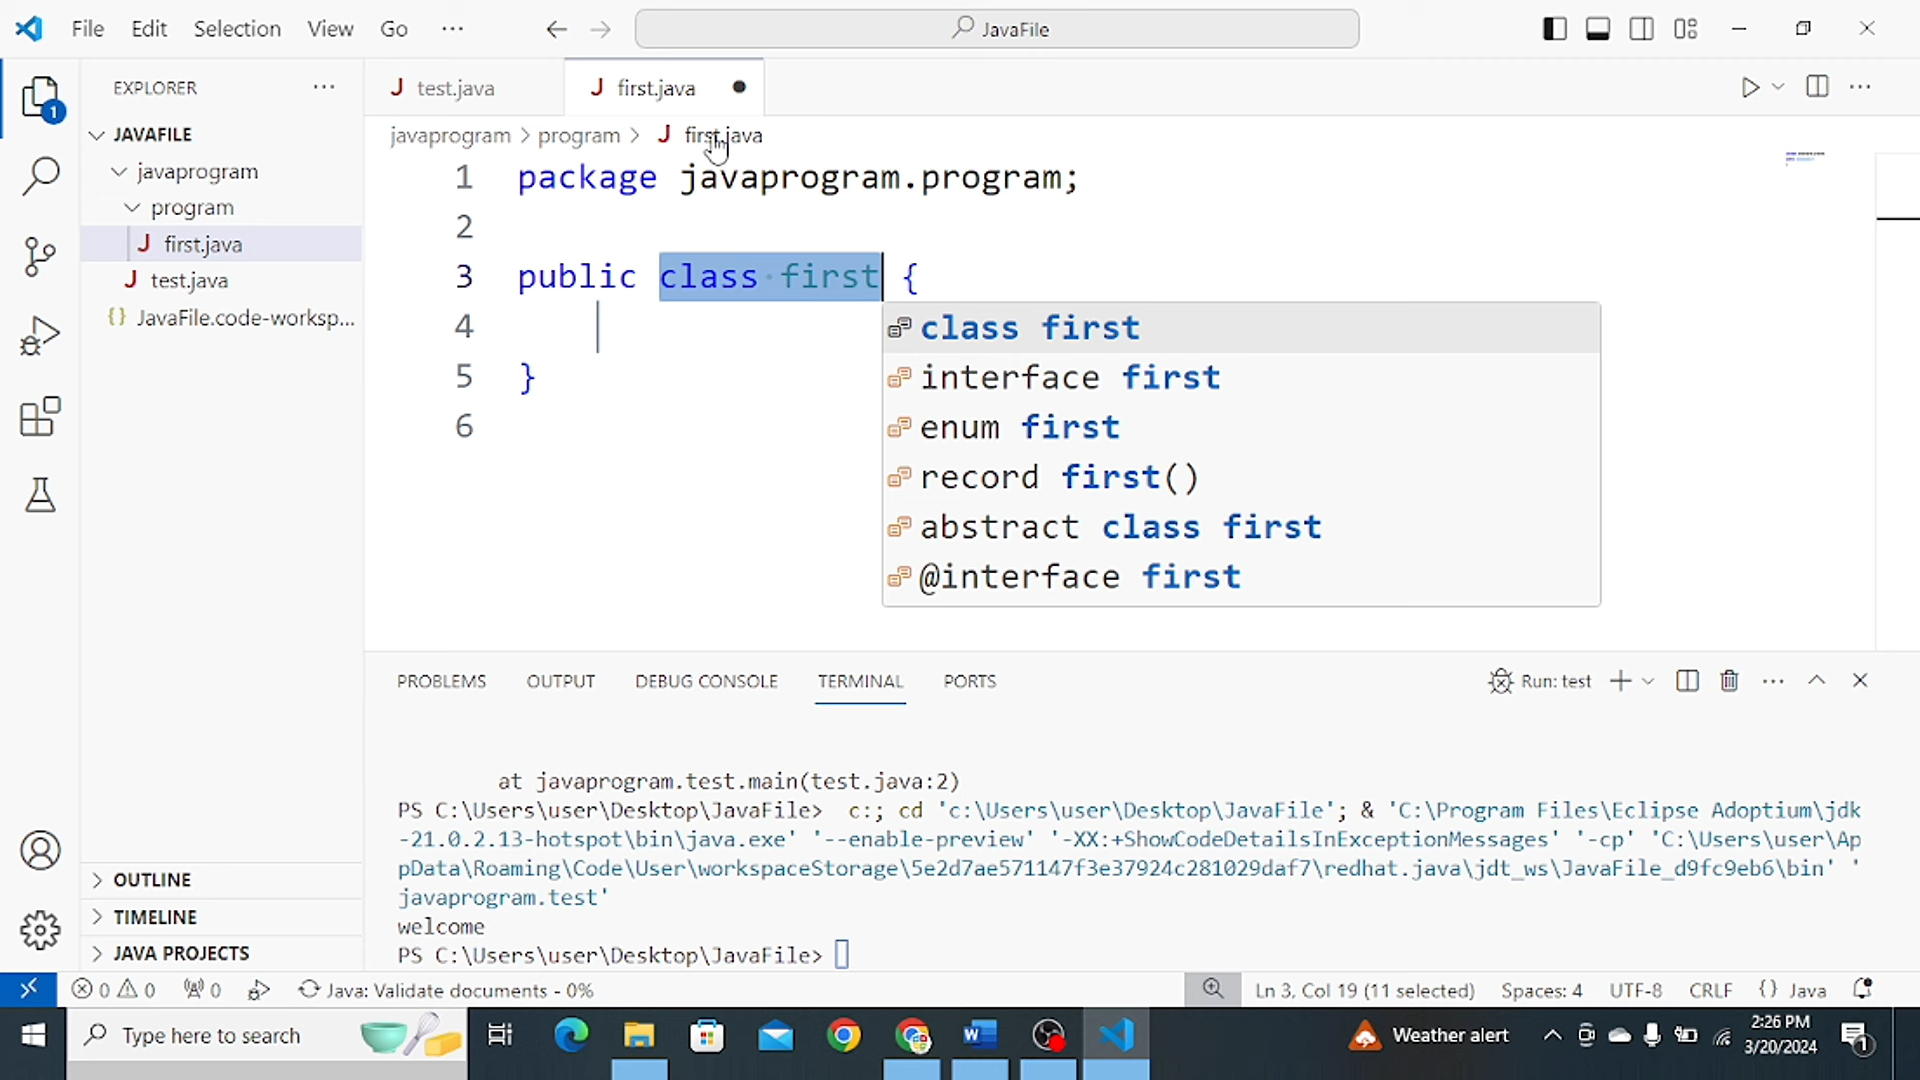 File Edit Selection View Go ··· JavaFile
EXPLORER ···
test.java first.java
1
JAVAFILE
javaprogram > program > first.java
javaprogram
program
first.java
test.java
JavaFile.code-worksp...
1 package javaprogram.program;
2
3 public class first {
4
5 }
6
class first
interface first
enum first
record first()
abstract class first
@interface first
PROBLEMS OUTPUT DEBUG CONSOLE TERMINAL PORTS Run: test
at javaprogram.test.main(test.java:2)
PS C:\Users\user\Desktop\JavaFile> c:; cd 'c:\Users\user\Desktop\JavaFile'; & 'C:\Program Files\Eclipse Adoptium\jdk
-21.0.2.13-hotspot\bin\java.exe' '--enable-preview' '-XX:+ShowCodeDetailsInExceptionMessages' '-cp' 'C:\Users\user\Ap
pData\Roaming\Code\User\workspaceStorage\5e2d7ae571147f3e37924c281029daf7\redhat.java\jdt_ws\JavaFile_d9fc9eb6\bin' '
javaprogram.test'
welcome
PS C:\Users\user\Desktop\JavaFile>
OUTLINE
TIMELINE
JAVA PROJECTS
0 0 0 Java: Validate documents - 0% Ln 3, Col 19 (11 selected) Spaces: 4 UTF-8 CRLF {} Java
Type here to search Weather alert 2:26 PM
3/20/2024
1